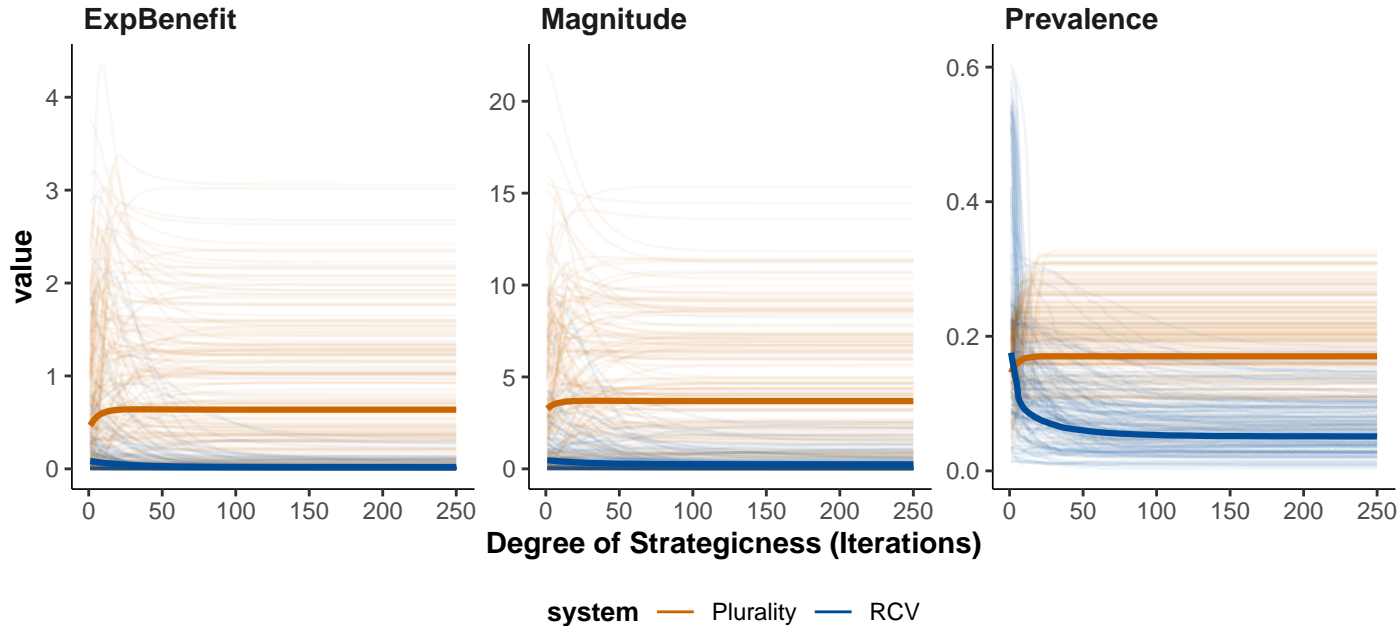 ExpBenefit Magnitude Prevalence
value
4
3
2
1
0
20
15
10
5
0
0.6
0.4
0.2
0.0
0 50 100 150 200 250
0 50 100 150 200 250
0 50 100 150 200 250
Degree of Strategicness (Iterations)
system Plurality RCV